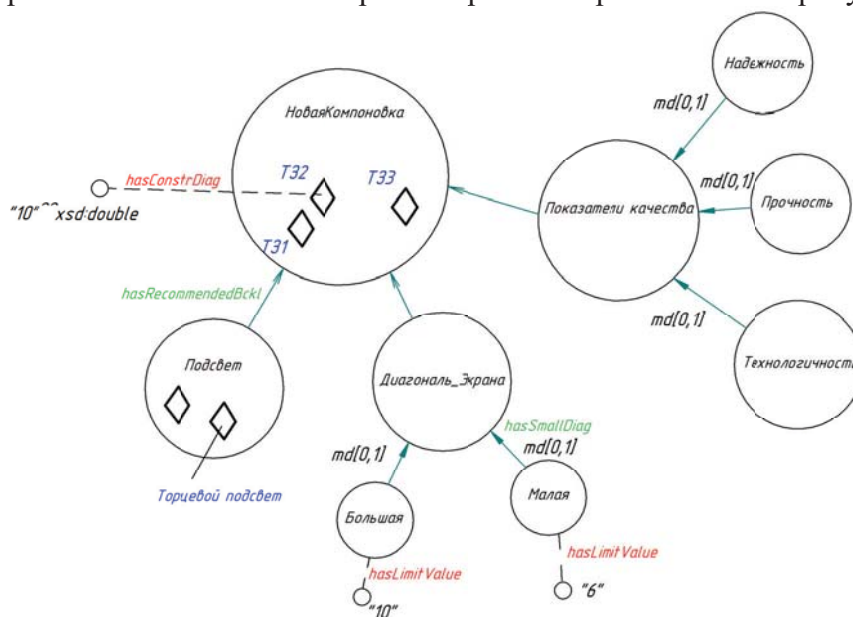 Надежность
md[0,1]
НоваяКомпоновка
ТЗ2
ТЗ3
hasConstrDiag
md[0,1]
Прочность
"10"^^xsd:double
Показатели качества
ТЗ1
hasRecommendedBckl
md[0,1]
Технологичность
Подсвет
Диагональ_Экрана
hasSmallDiag
md[0,1]
md[0,1]
Торцевой подсвет
Большая
Малая
hasLimitValue
hasLimitValue
"10"
"6"